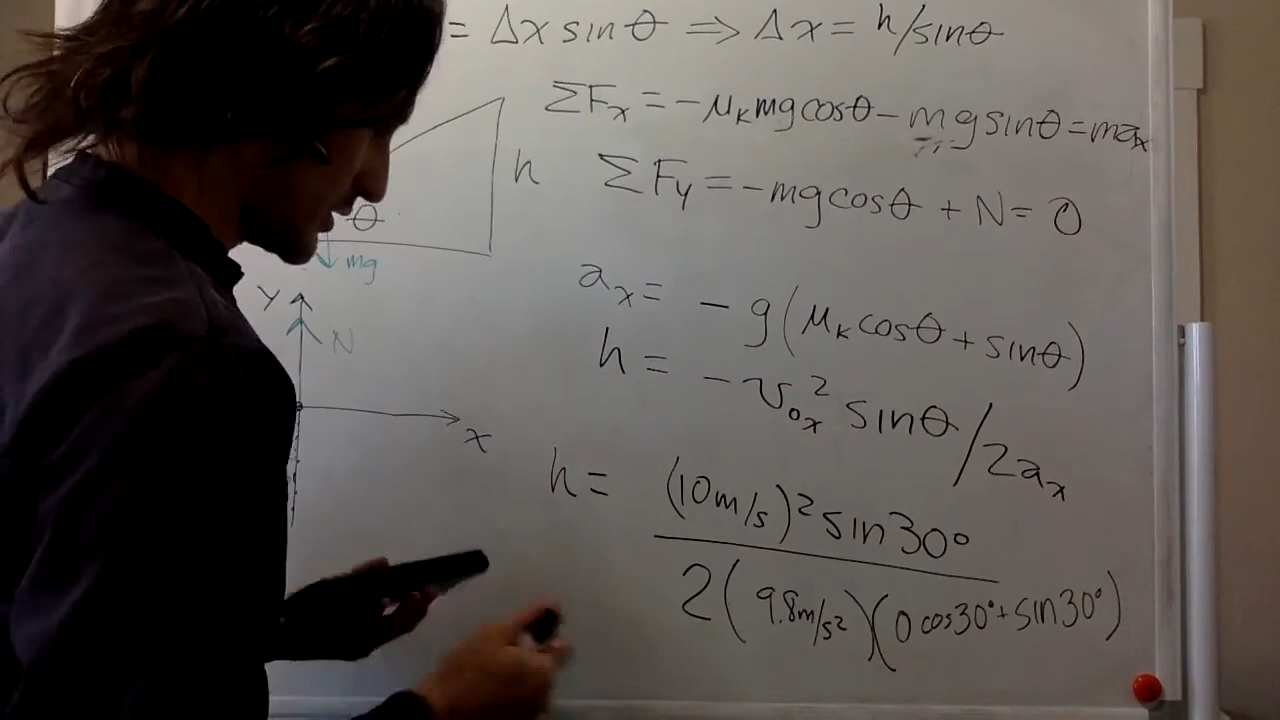 = Δx sinθ ⇒ Δx = h/sinθ
ΣFx = -μk mg cosθ - mg sinθ = max
h
ΣFy = -mg cosθ + N = 0
θ
mg
ax = -g(μk cosθ + sinθ)
y
N
h = -v0x² sinθ/2ax
x
h = (10m/s)² sin30°
2(9.8m/s²)(0 cos30° + sin30°)